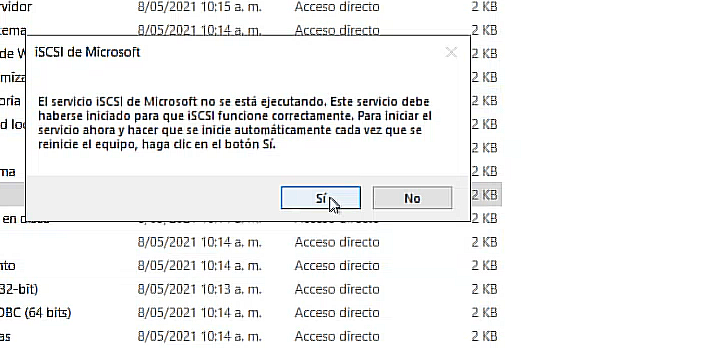 vidor 8/05/2021 10:15 a. m. Acceso directo 2 KB
ema 8/05/2021 10:14 a. m. Acceso directo 2 KB
de W 2 KB
miza 2 KB
oria 2 KB
d loc 2 KB
2 KB
ma 2 KB
2 KB
en 2 KB
iSCSI de Microsoft
El servicio iSCSI de Microsoft no se está ejecutando. Este servicio debe
haberse iniciado para que iSCSI funcione correctamente. Para iniciar el
servicio ahora y hacer que se inicie automáticamente cada vez que se
reinicie el equipo, haga clic en el botón Sí.
Sí No
8/05/2021 10:14 a. m. Acceso directo 2 KB
nto 8/05/2021 10:14 a. m. Acceso directo 2 KB
32-bit) 8/05/2021 10:13 a. m. Acceso directo 2 KB
DBC (64 bits) 8/05/2021 10:14 a. m. Acceso directo 2 KB
as 8/05/2021 10:14 a. m. Acceso directo 2 KB